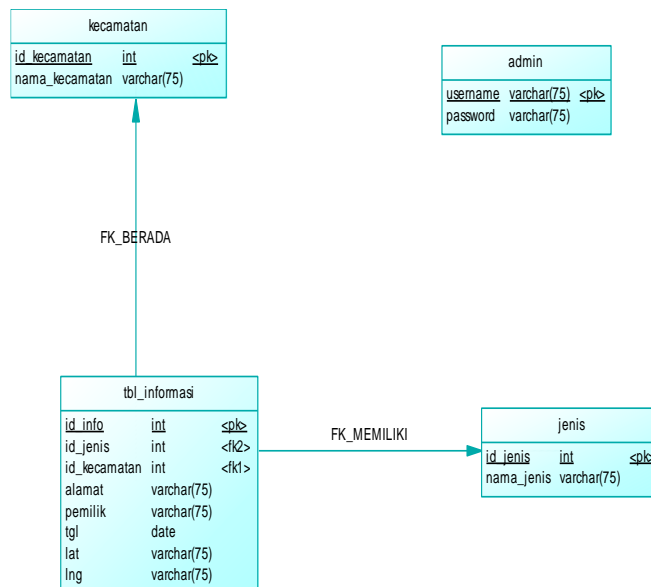 kecamatan
id_kecamatan int <pk>
nama_kecamatan varchar(75)
admin
username varchar(75) <pk>
password varchar(75)
FK_BERADA
tbl_informasi
id_info int <pk>
id_jenis int <fk2>
id_kecamatan int <fk1>
alamat varchar(75)
pemilik varchar(75)
tgl date
lat varchar(75)
lng varchar(75)
FK_MEMILIKI
jenis
id_jenis int <pk>
nama_jenis varchar(75)